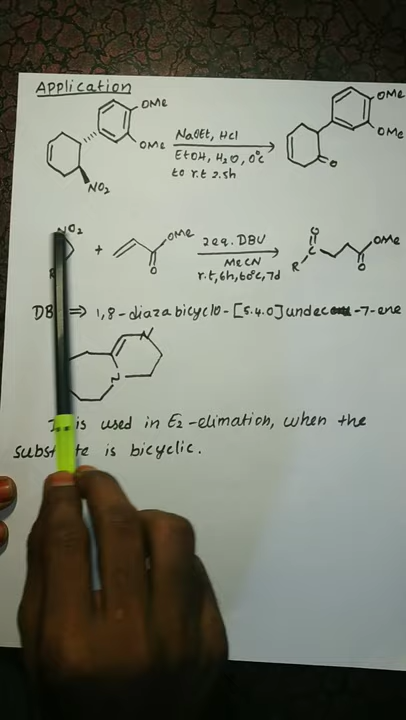 Application
OMe
OMe
NO2
NaOEt, HCl
EtOH, H2O, 0°C
to r.t 2.5h
OMe
OMe
O
NO2
R
+
OMe
O
2eq. DBU
MeCN
r.t, 6h, 60°C, 7d
O
R
C
OMe
O
DB ⇒ 1,8-diazabicyclo-[5.4.0]undec-7-ene
N
N
is used in E2-elimation, when the
subst te is bicyclic.